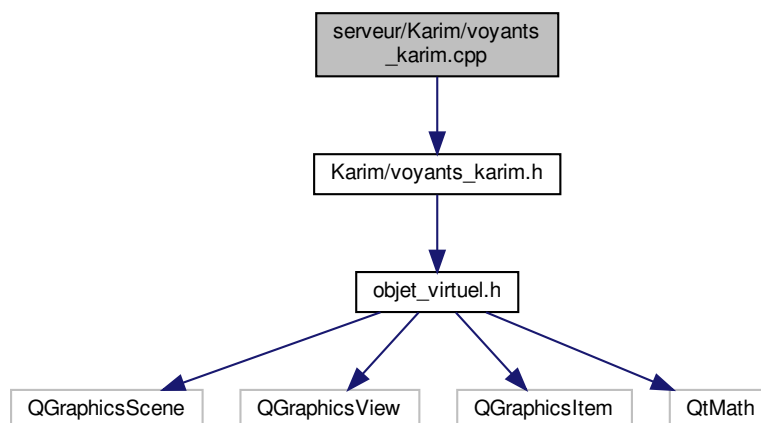 serveur/Karim/voyants
_karim.cpp
Karim/voyants_karim.h
objet_virtuel.h
QGraphicsScene
QGraphicsView
QGraphicsItem
QtMath